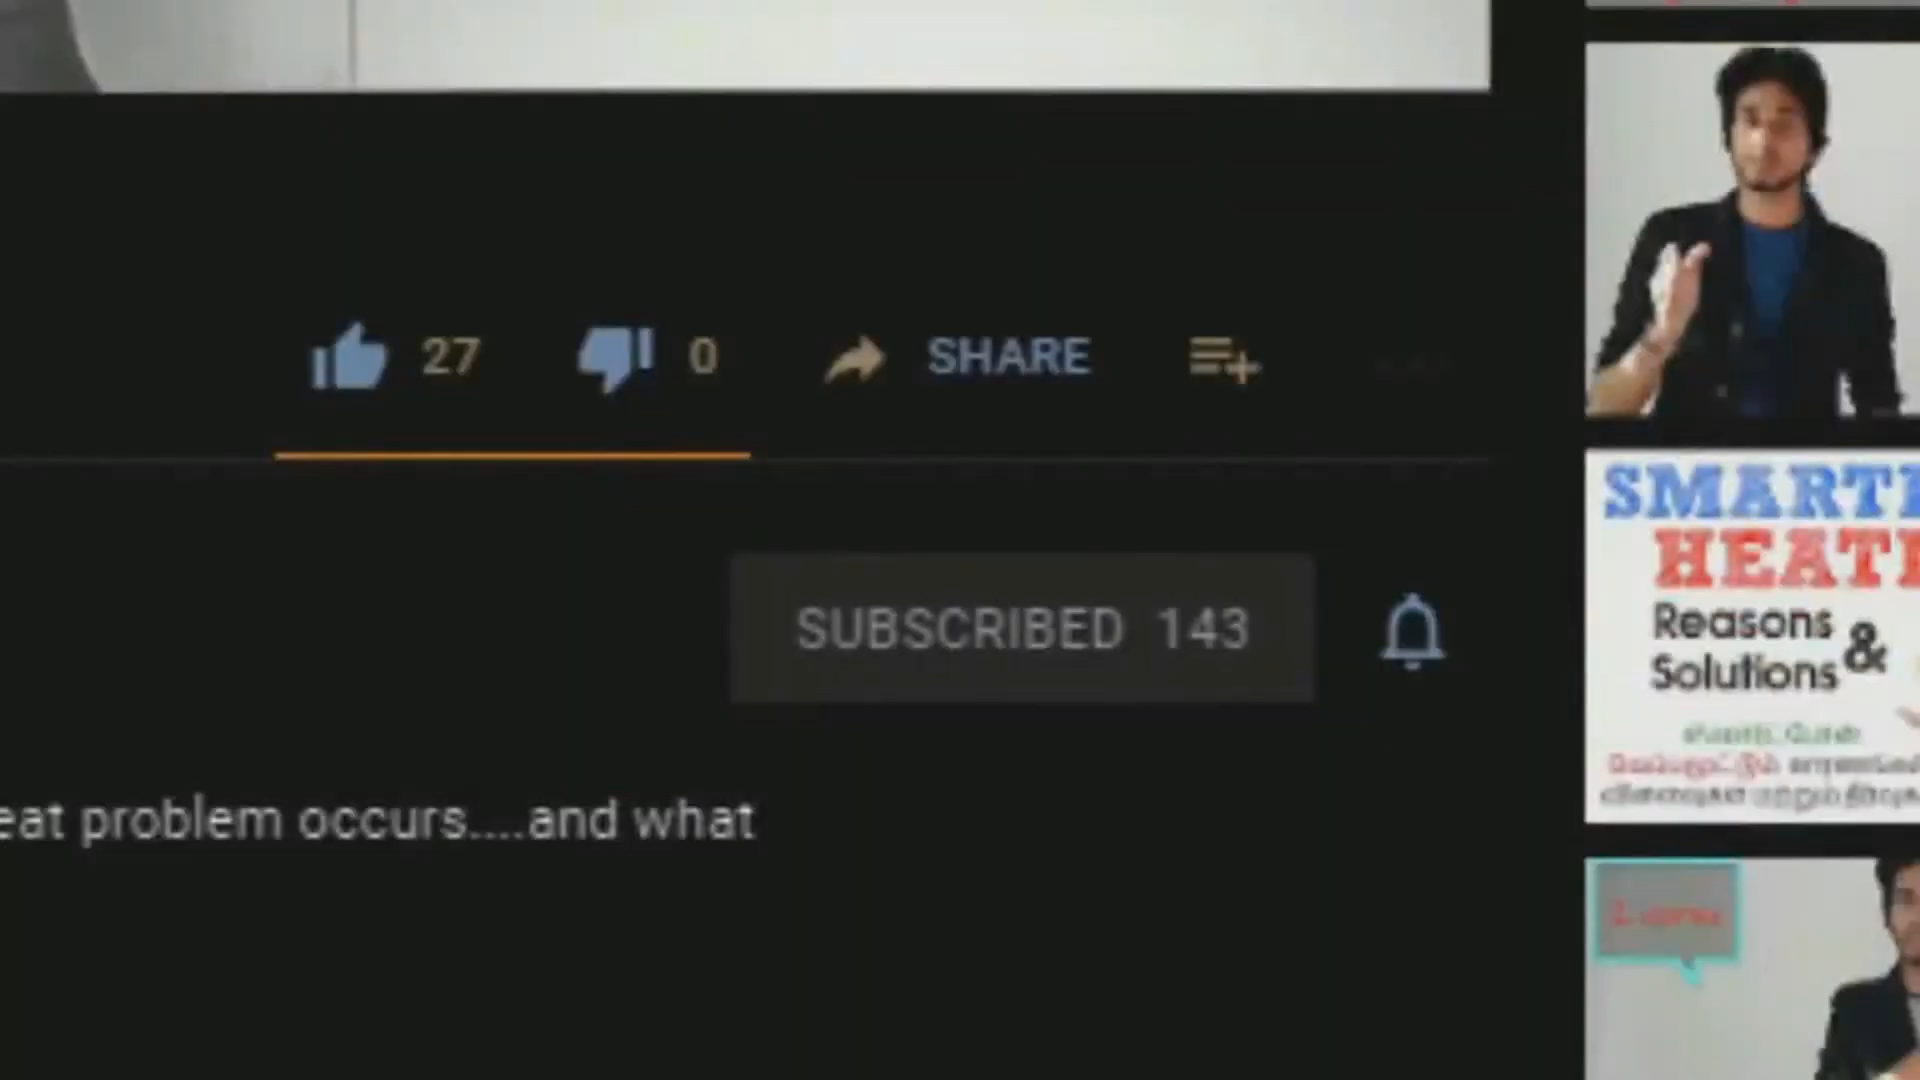 27 0 SHARE
SUBSCRIBED 143
eat problem occurs....and what
SMART
HEAT
Reasons
&
Solutions